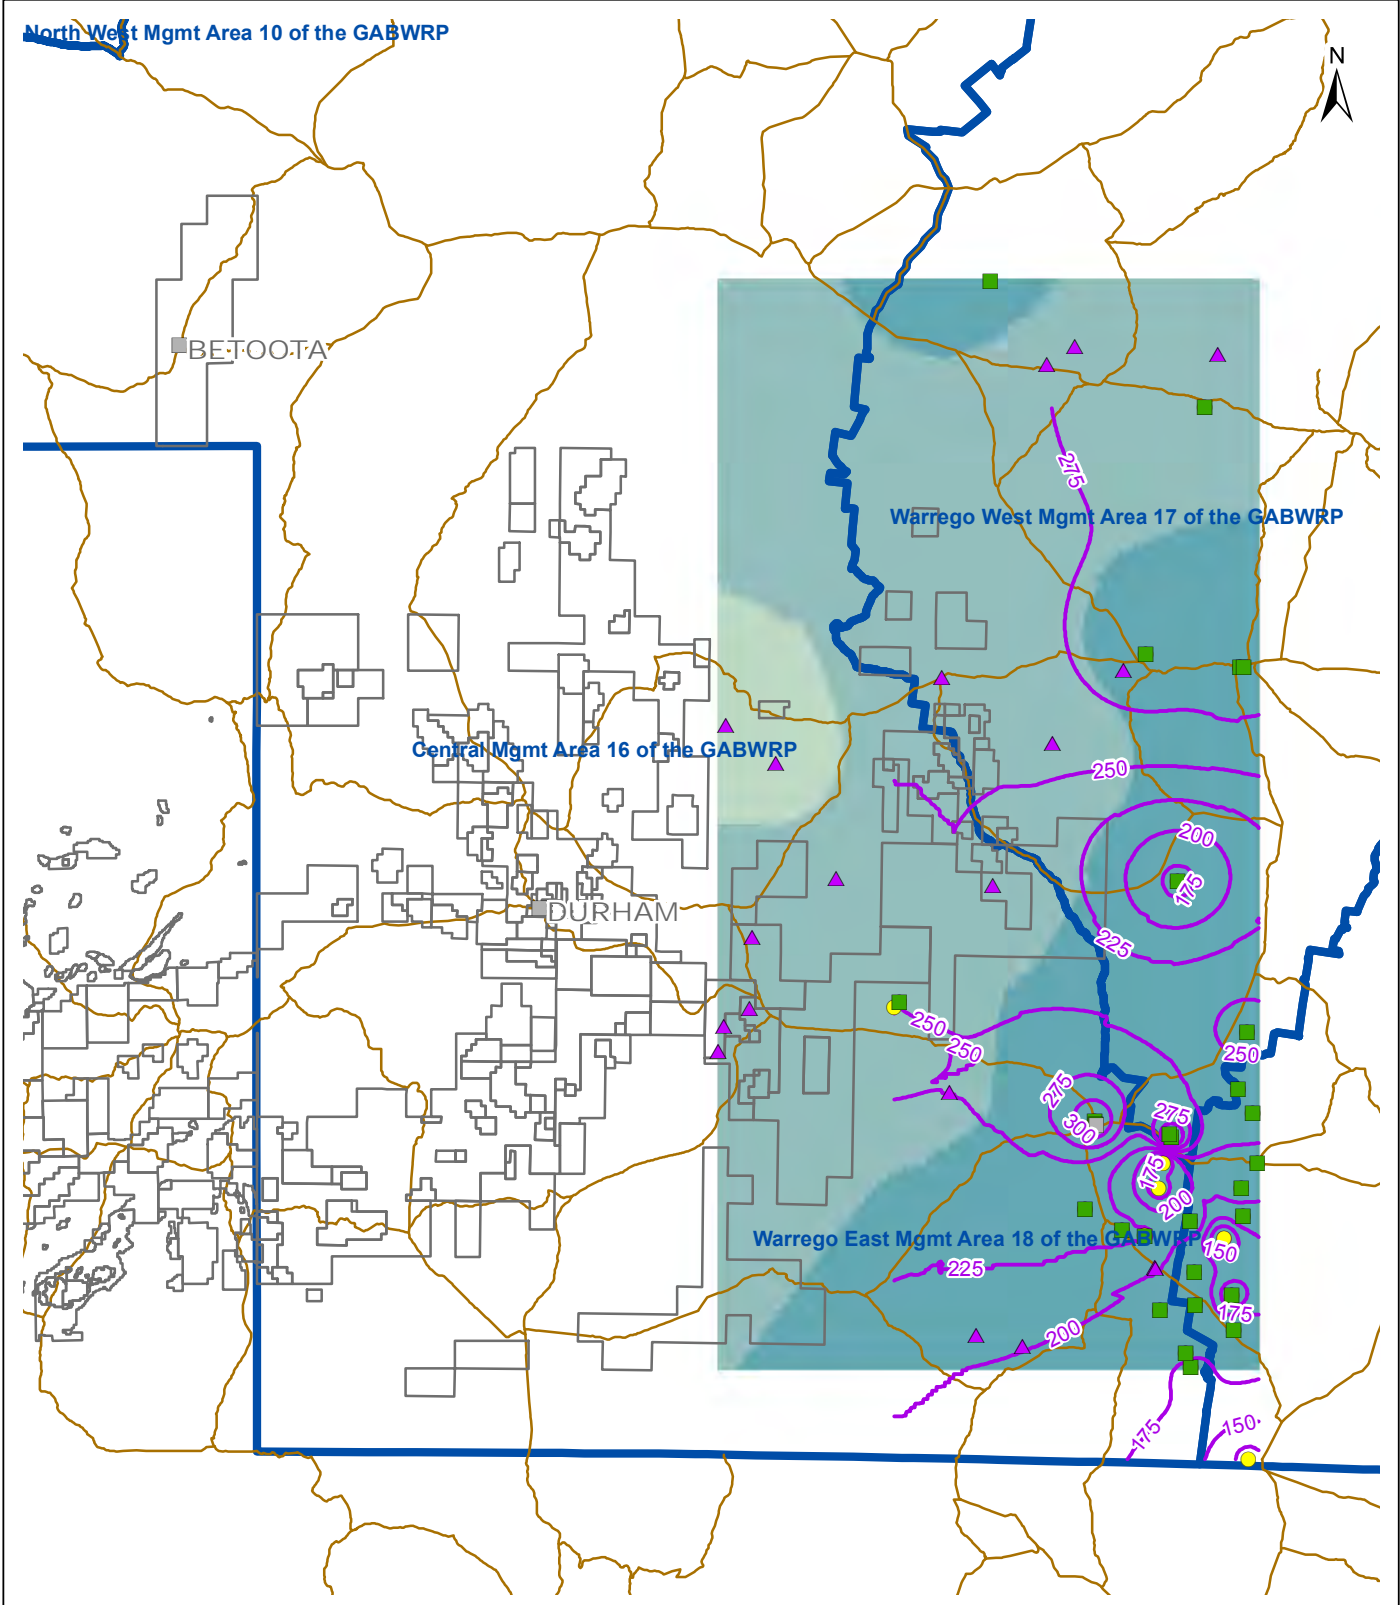 North West Mgmt Area 10 of the GABWRP
N
BETOOTA
275
Warrego West Mgmt Area 17 of the GABWRP
Central Mgmt Area 16 of the GABWRP
250
200
175
DURHAM
225
250
250
250
275
275
300
175
200
Warrego East Mgmt Area 18 of the GABWRP
150
225
175
200
150
175